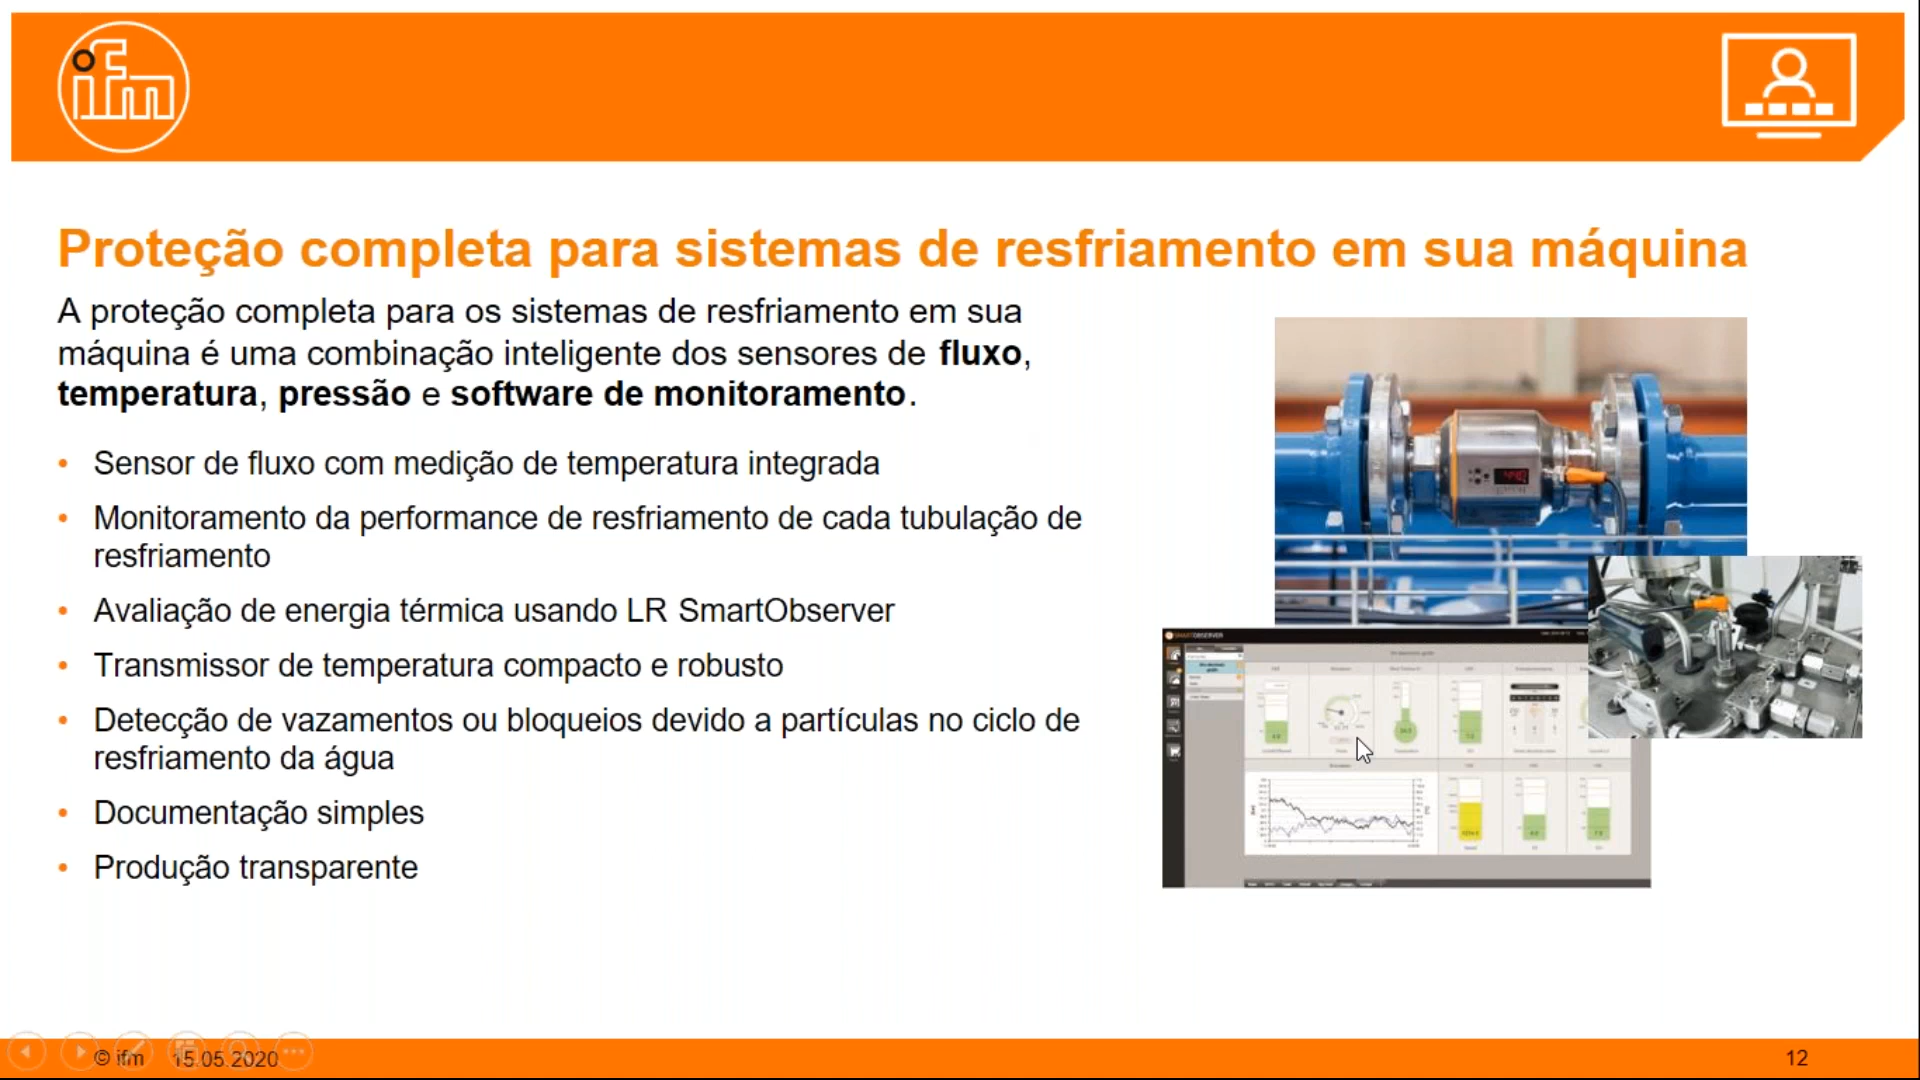 ifm
Proteção completa para sistemas de resfriamento em sua máquina
A proteção completa para os sistemas de resfriamento em sua
máquina é uma combinação inteligente dos sensores de fluxo,
temperatura, pressão e software de monitoramento.
• Sensor de fluxo com medição de temperatura integrada
• Monitoramento da performance de resfriamento de cada tubulação de
resfriamento
• Avaliação de energia térmica usando LR SmartObserver
• Transmissor de temperatura compacto e robusto
• Detecção de vazamentos ou bloqueios devido a partículas no ciclo de
resfriamento da água
• Documentação simples
• Produção transparente
SMARTOBSERVER
© ifm 15.05.2020
12